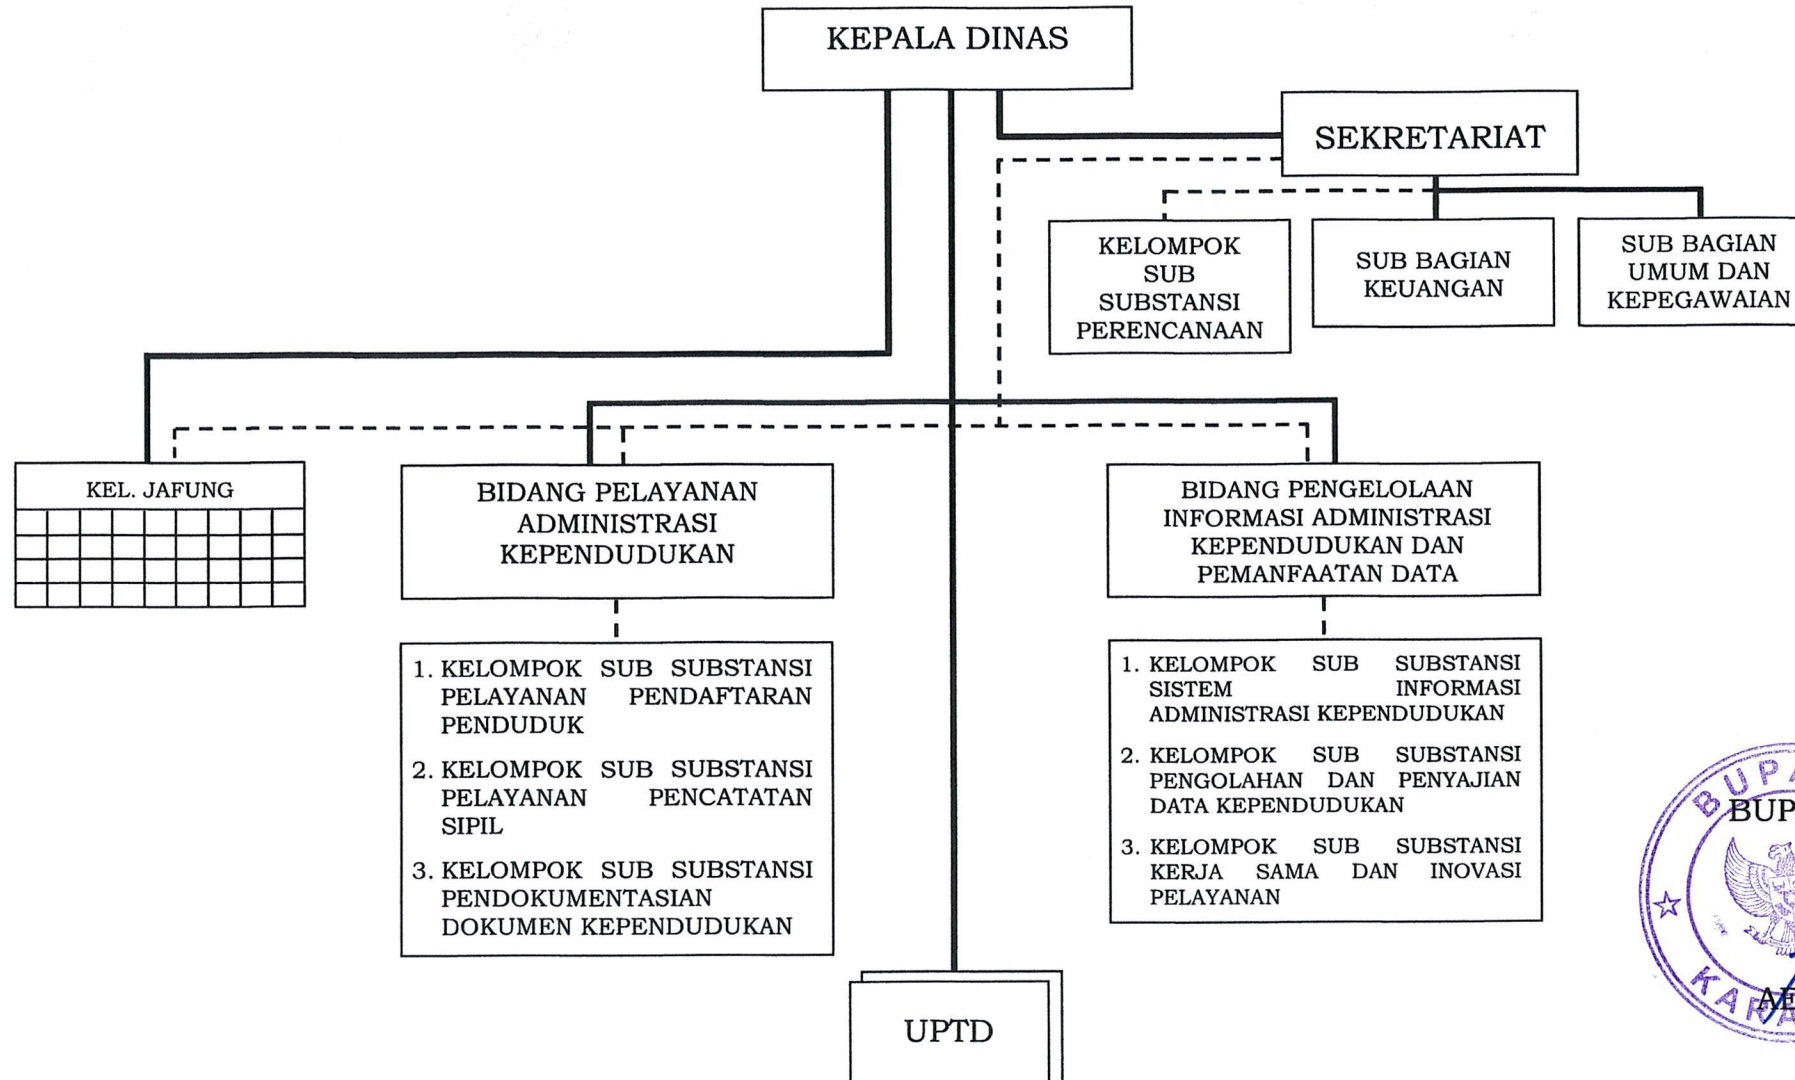 KEPALA DINAS
SEKRETARIAT
KELOMPOK
SUB
SUBSTANSI
PERENCANAAN
SUB BAGIAN
KEUANGAN
SUB BAGIAN
UMUM DAN
KEPEGAWAIAN
KEL. JAFUNG
BIDANG PELAYANAN
ADMINISTRASI
KEPENDUDUKAN
BIDANG PENGELOLAAN
INFORMASI ADMINISTRASI
KEPENDUDUKAN DAN
PEMANFAATAN DATA
1. KELOMPOK SUB SUBSTANSI
PELAYANAN PENDAFTARAN
PENDUDUK
2. KELOMPOK SUB SUBSTANSI
PELAYANAN PENCATATAN
SIPIL
3. KELOMPOK SUB SUBSTANSI
PENDOKUMENTASIAN
DOKUMEN KEPENDUDUKAN
1. KELOMPOK SUB SUBSTANSI
SISTEM INFORMASI
ADMINISTRASI KEPENDUDUKAN
2. KELOMPOK SUB SUBSTANSI
PENGOLAHAN DAN PENYAJIAN
DATA KEPENDUDUKAN
3. KELOMPOK SUB SUBSTANSI
KERJA SAMA DAN INOVASI
PELAYANAN
UPTD
BUPA
BUP
KARA